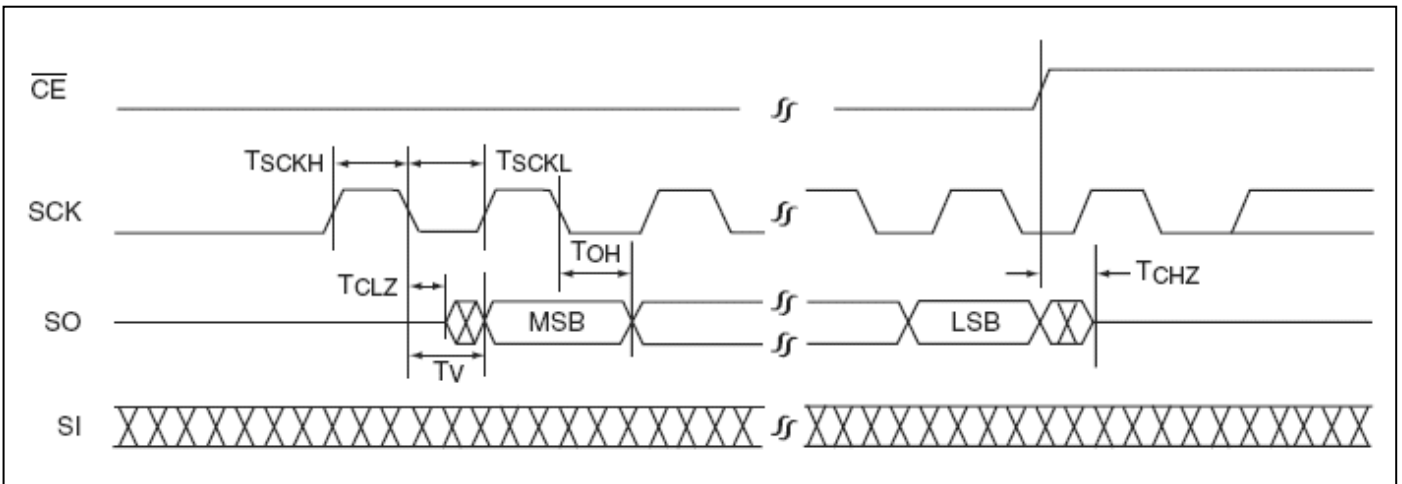 CE
TSCKH
TSCKL
SCK
TOH
TCLZ
TCHZ
SO
MSB
LSB
TV
SI